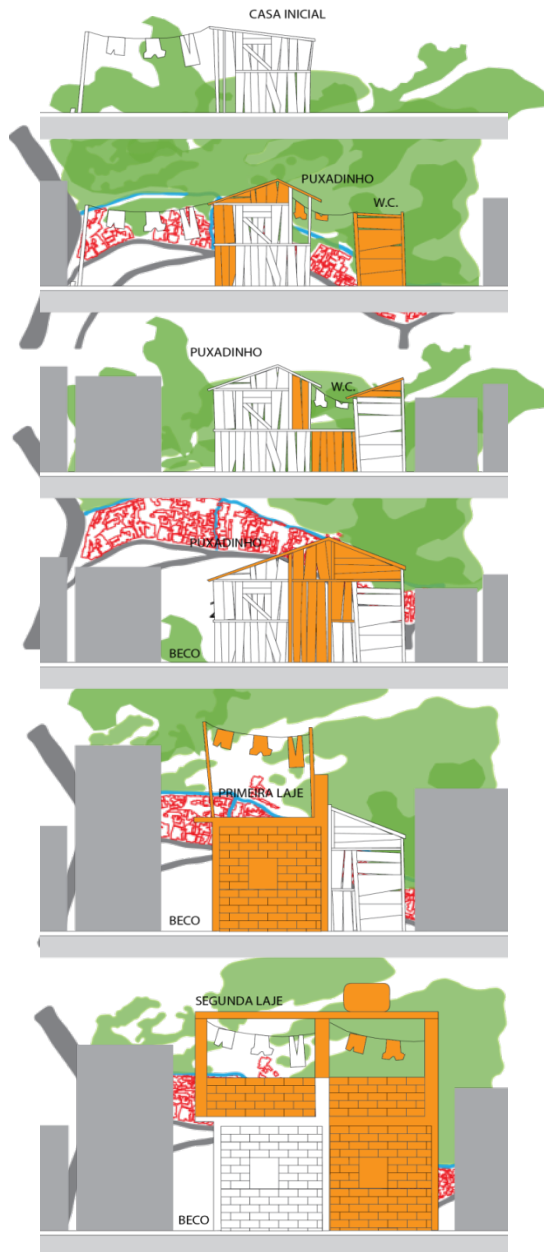 CASA INICIAL
PUXADINHO
W.C.
PUXADINHO
W.C.
PUXADINHO
BECO
PRIMEIRA LAJE
BECO
SEGUNDA LAJE
BECO